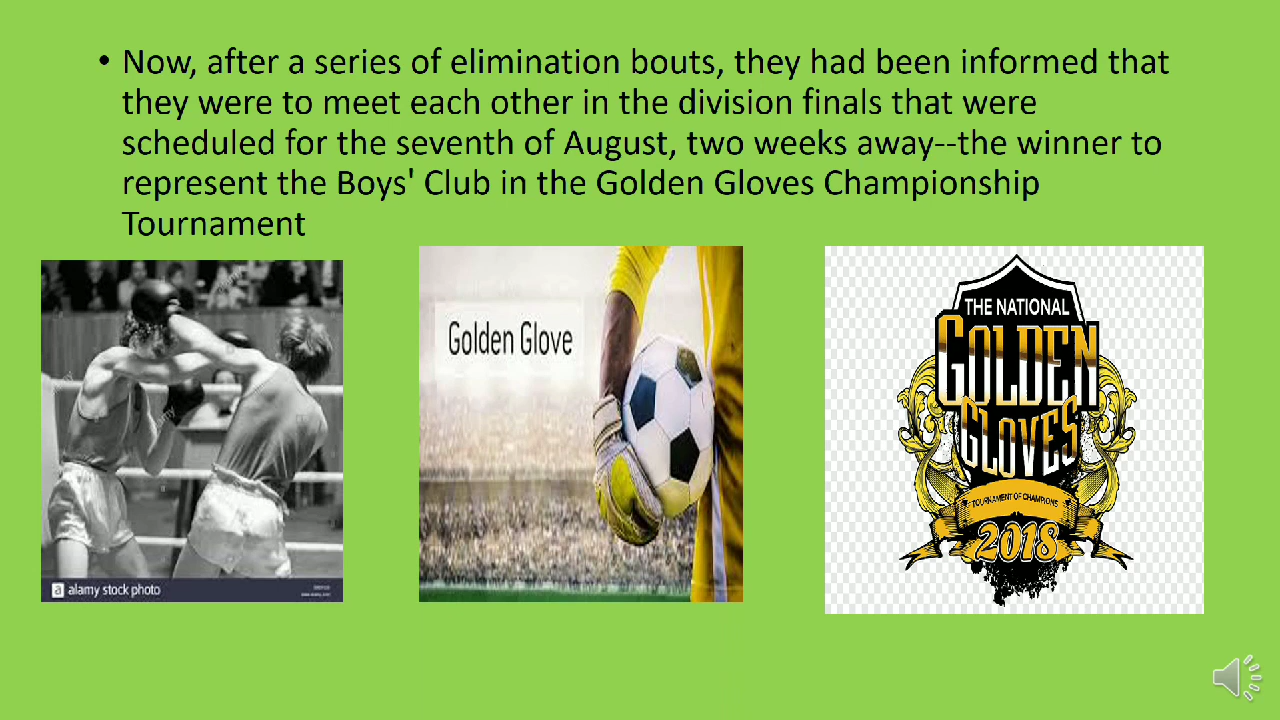 • Now, after a series of elimination bouts, they had been informed that
they were to meet each other in the division finals that were
scheduled for the seventh of August, two weeks away--the winner to
represent the Boys' Club in the Golden Gloves Championship
Tournament
alamy
a alamy stock photo
Golden Glove
THE NATIONAL
GOLDEN
GLOVES
TOURNAMENT OF CHAMPIONS
2018